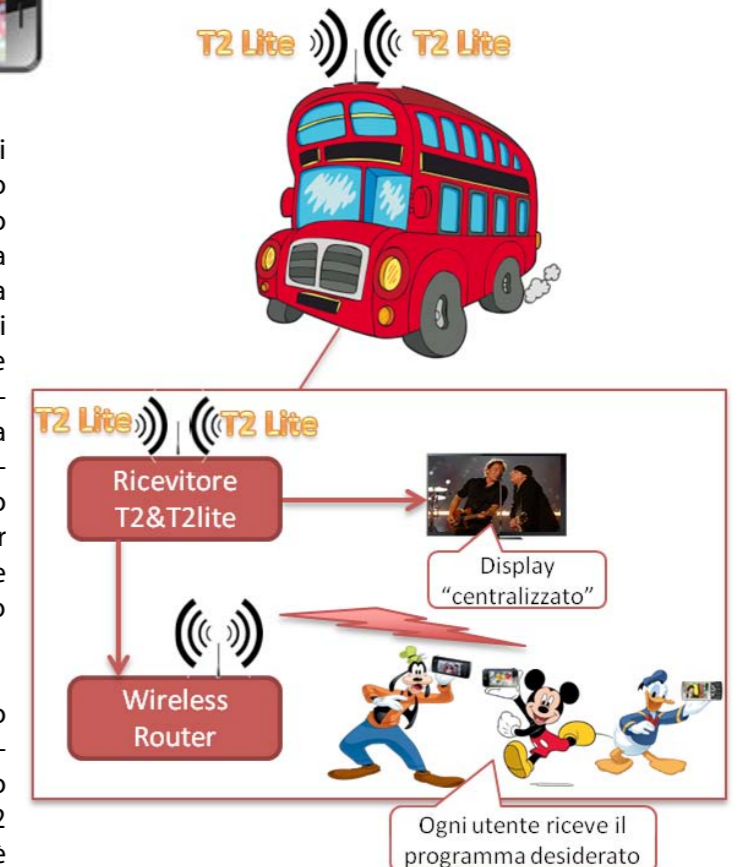 T2 Lite T2 Lite
T2 Lite T2 Lite
Ricevitore
T2&T2lite
Display
“centralizzato”
Wireless
Router
Ogni utente riceve il
programma desiderato
i
o
o
a
a
i
e
-
a
-
o
r
e
o
o
-
o
2
è